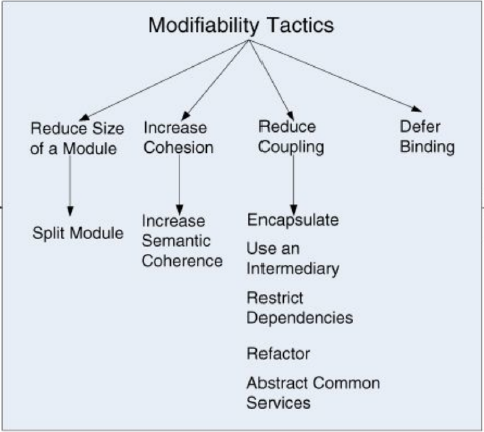 Modifiability Tactics
Reduce Size
of a Module
Increase
Cohesion
Reduce
Coupling
Defer
Binding
Split Module
Increase
Semantic
Coherence
Encapsulate
Use an
Intermediary
Restrict
Dependencies
Refactor
Abstract Common
Services